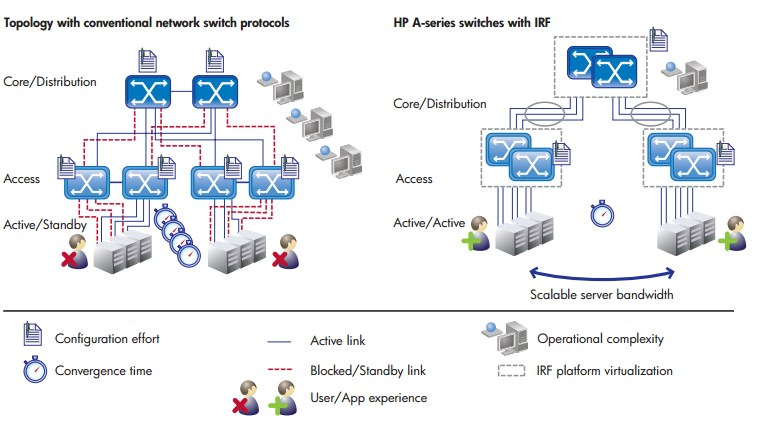 Topology with conventional network switch protocols
HP A-series switches with IRF
Core/Distribution
Access
Active/Standby
Core/Distribution
Access
Active/Active
Scalable server bandwidth
Configuration effort
Convergence time
Active link
Blocked/Standby link
User/App experience
Operational complexity
IRF platform virtualization